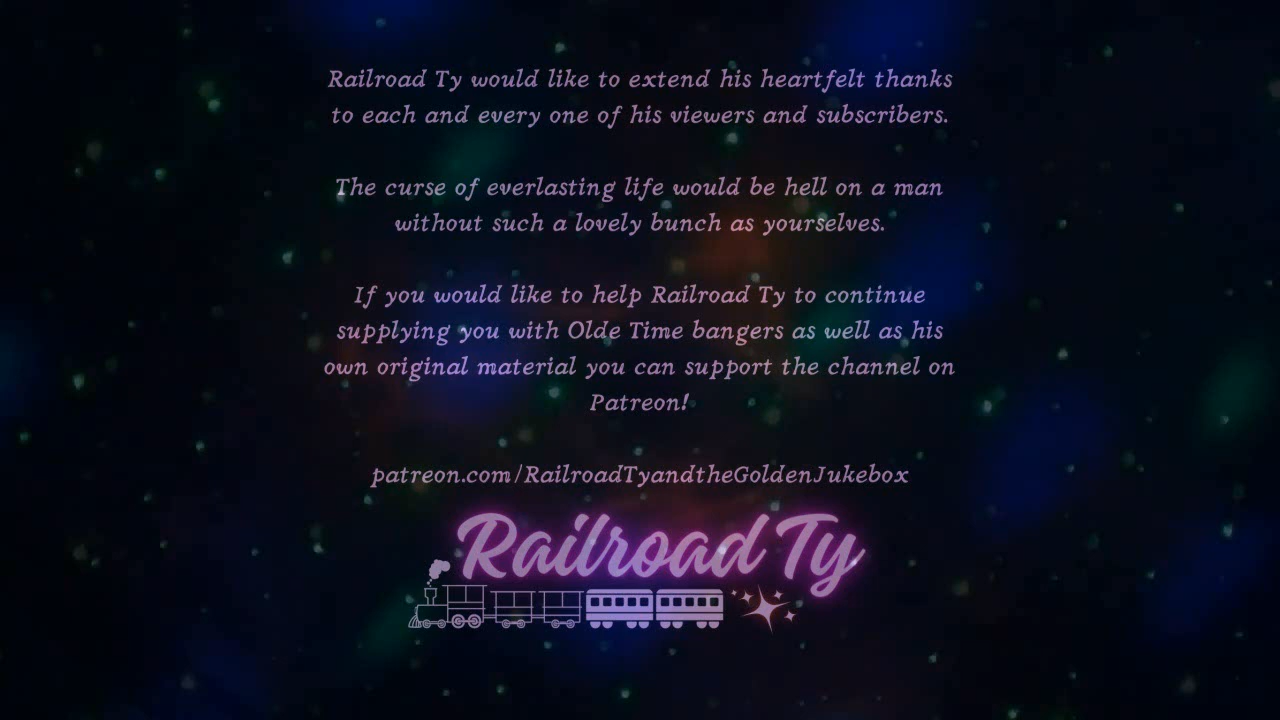 Railroad Ty would like to extend his heartfelt thanks
to each and every one of his viewers and subscribers.
The curse of everlasting life would be hell on a man
without such a lovely bunch as yourselves.
If you would like to help Railroad Ty to continue
supplying you with Olde Time bangers as well as his
own original material you can support the channel on
Patreon!
patreon.com/RailroadTyandtheGoldenJukebox
Railroad Ty